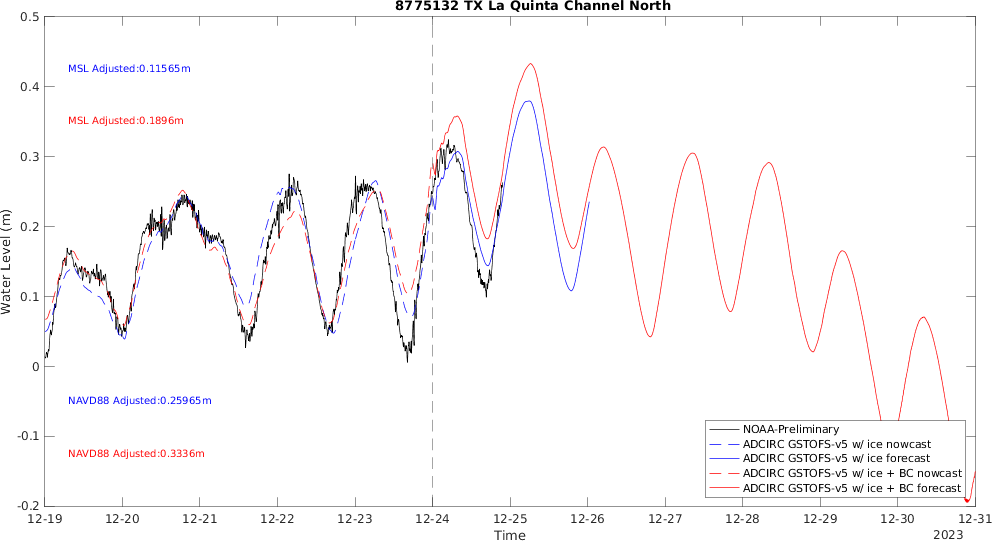 8775132 TX La Quinta Channel North
0.5
0.4
0.3
0.2
0.1
0
-0.1
-0.2
Water Level (m)
MSL Adjusted:0.11565m
MSL Adjusted:0.1896m
NAVD88 Adjusted:0.25965m
NAVD88 Adjusted:0.3336m
NOAA-Preliminary
ADCIRC GSTOFS-v5 w/ ice nowcast
ADCIRC GSTOFS-v5 w/ ice forecast
ADCIRC GSTOFS-v5 w/ ice + BC nowcast
ADCIRC GSTOFS-v5 w/ ice + BC forecast
12-19 12-20 12-21 12-22 12-23 12-24 12-25 12-26 12-27 12-28 12-29 12-30 12-31
Time
2023